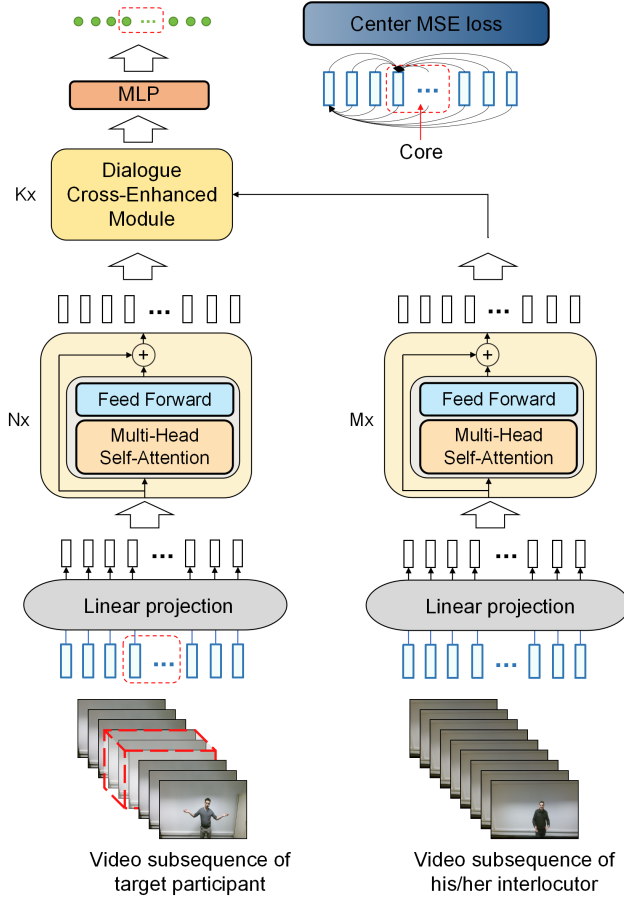 Center MSE loss
...
MLP
...
Core
Kx
Dialogue
Cross-Enhanced
Module
...
...
+
+
Nx
Feed Forward
Multi-Head
Self-Attention
Mx
Feed Forward
Multi-Head
Self-Attention
...
...
Linear projection
Linear projection
...
...
Video subsequence of
target participant
Video subsequence of
his/her interlocutor